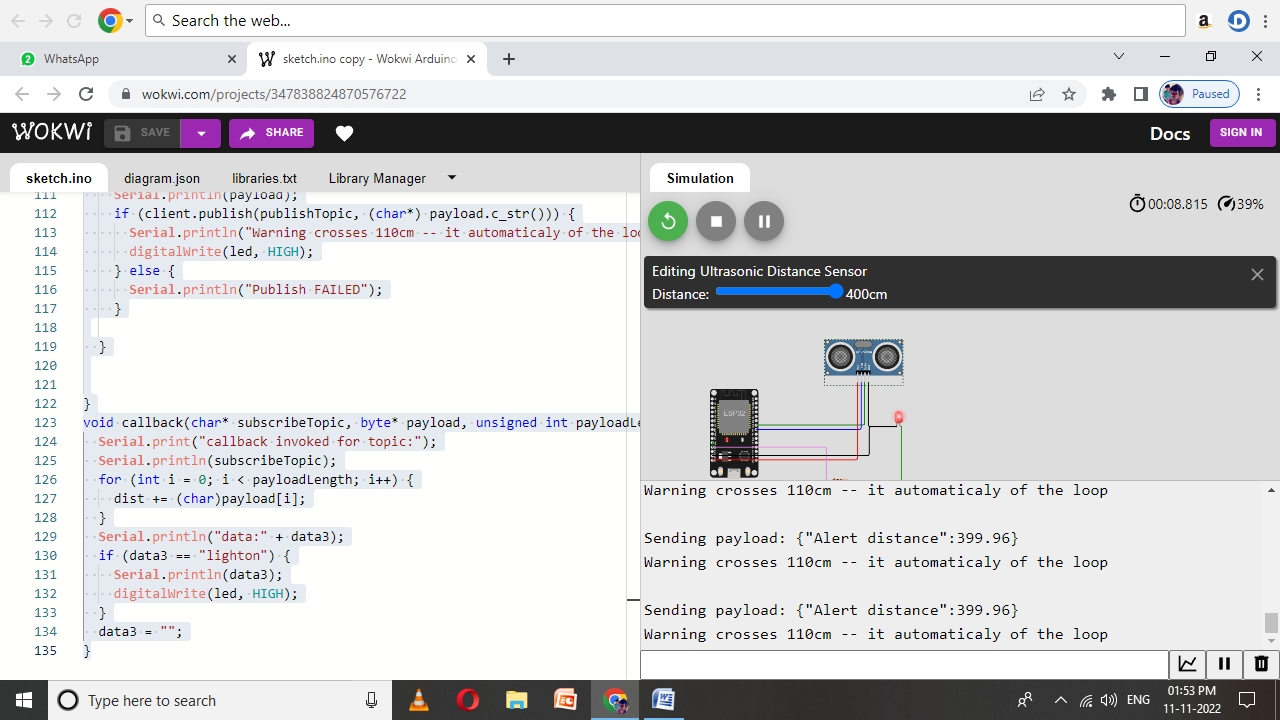 Search the web...
WhatsApp
sketch.ino copy - Wokwi Arduino
wokwi.com/projects/347838824870576722
Paused
WOKWi
SAVE
SHARE
Docs
SIGN IN
sketch.ino
diagram.json
libraries.txt
Library Manager
111 Serial.println(payload);
112 if (client.publish(publishTopic, (char*) payload.c_str())) {
113 Serial.println("Warning crosses 110cm -- it automaticaly of the loo
114 digitalWrite(led, HIGH);
115 } else {
116 Serial.println("Publish FAILED");
117 }
118
119 }
120
121
122 }
123 void callback(char* subscribeTopic, byte* payload, unsigned int payloadLe
124 Serial.print("callback invoked for topic:");
125 Serial.println(subscribeTopic);
126 for (int i = 0; i < payloadLength; i++) {
127 dist += (char)payload[i];
128 }
129 Serial.println("data:" + data3);
130 if (data3 == "lighton") {
131 Serial.println(data3);
132 digitalWrite(led, HIGH);
133 }
134 data3 = "";
135 }
Simulation
00:08.815
39%
Editing Ultrasonic Distance Sensor
Distance:
400cm
ESP32
Warning crosses 110cm -- it automaticaly of the loop
Sending payload: {"Alert distance":399.96}
Warning crosses 110cm -- it automaticaly of the loop
Sending payload: {"Alert distance":399.96}
Warning crosses 110cm -- it automaticaly of the loop
Type here to search
ENG
01:53 PM
11-11-2022